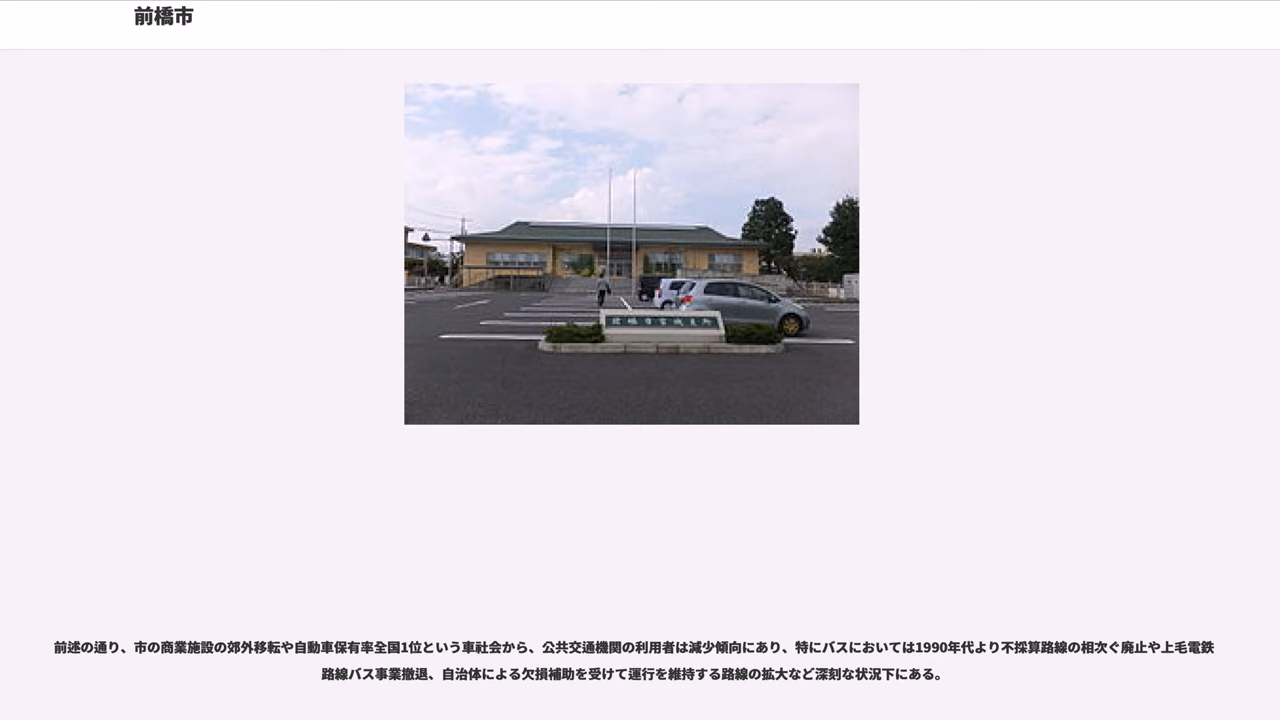 前橋市
前橋市宮城支所
前述の通り、市の商業施設の郊外移転や自動車保有率全国1位という車社会から、公共交通機関の利用者は減少傾向にあり、特にバスにおいては1990年代より不採算路線の相次ぐ廃止や上毛電鉄
路線バス事業撤退、自治体による欠損補助を受けて運行を維持する路線の拡大など深刻な状況下にある。